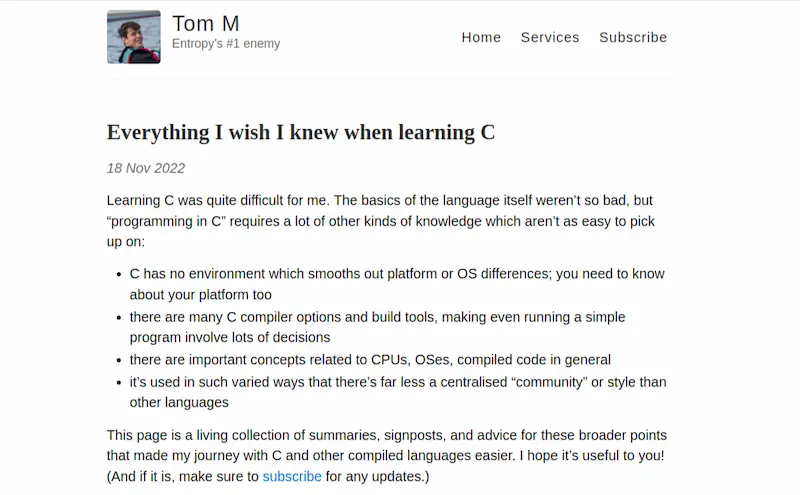 Tom M
Entropy's #1 enemy
Home Services Subscribe
Everything I wish I knew when learning C
18 Nov 2022
Learning C was quite difficult for me. The basics of the language itself weren’t so bad, but
“programming in C” requires a lot of other kinds of knowledge which aren’t as easy to pick
up on:
• C has no environment which smooths out platform or OS differences; you need to know
about your platform too
• there are many C compiler options and build tools, making even running a simple
program involve lots of decisions
• there are important concepts related to CPUs, OSes, compiled code in general
• it’s used in such varied ways that there’s far less a centralised “community” or style than
other languages
This page is a living collection of summaries, signposts, and advice for these broader points
that made my journey with C and other compiled languages easier. I hope it’s useful to you!
(And if it is, make sure to subscribe for any updates.)